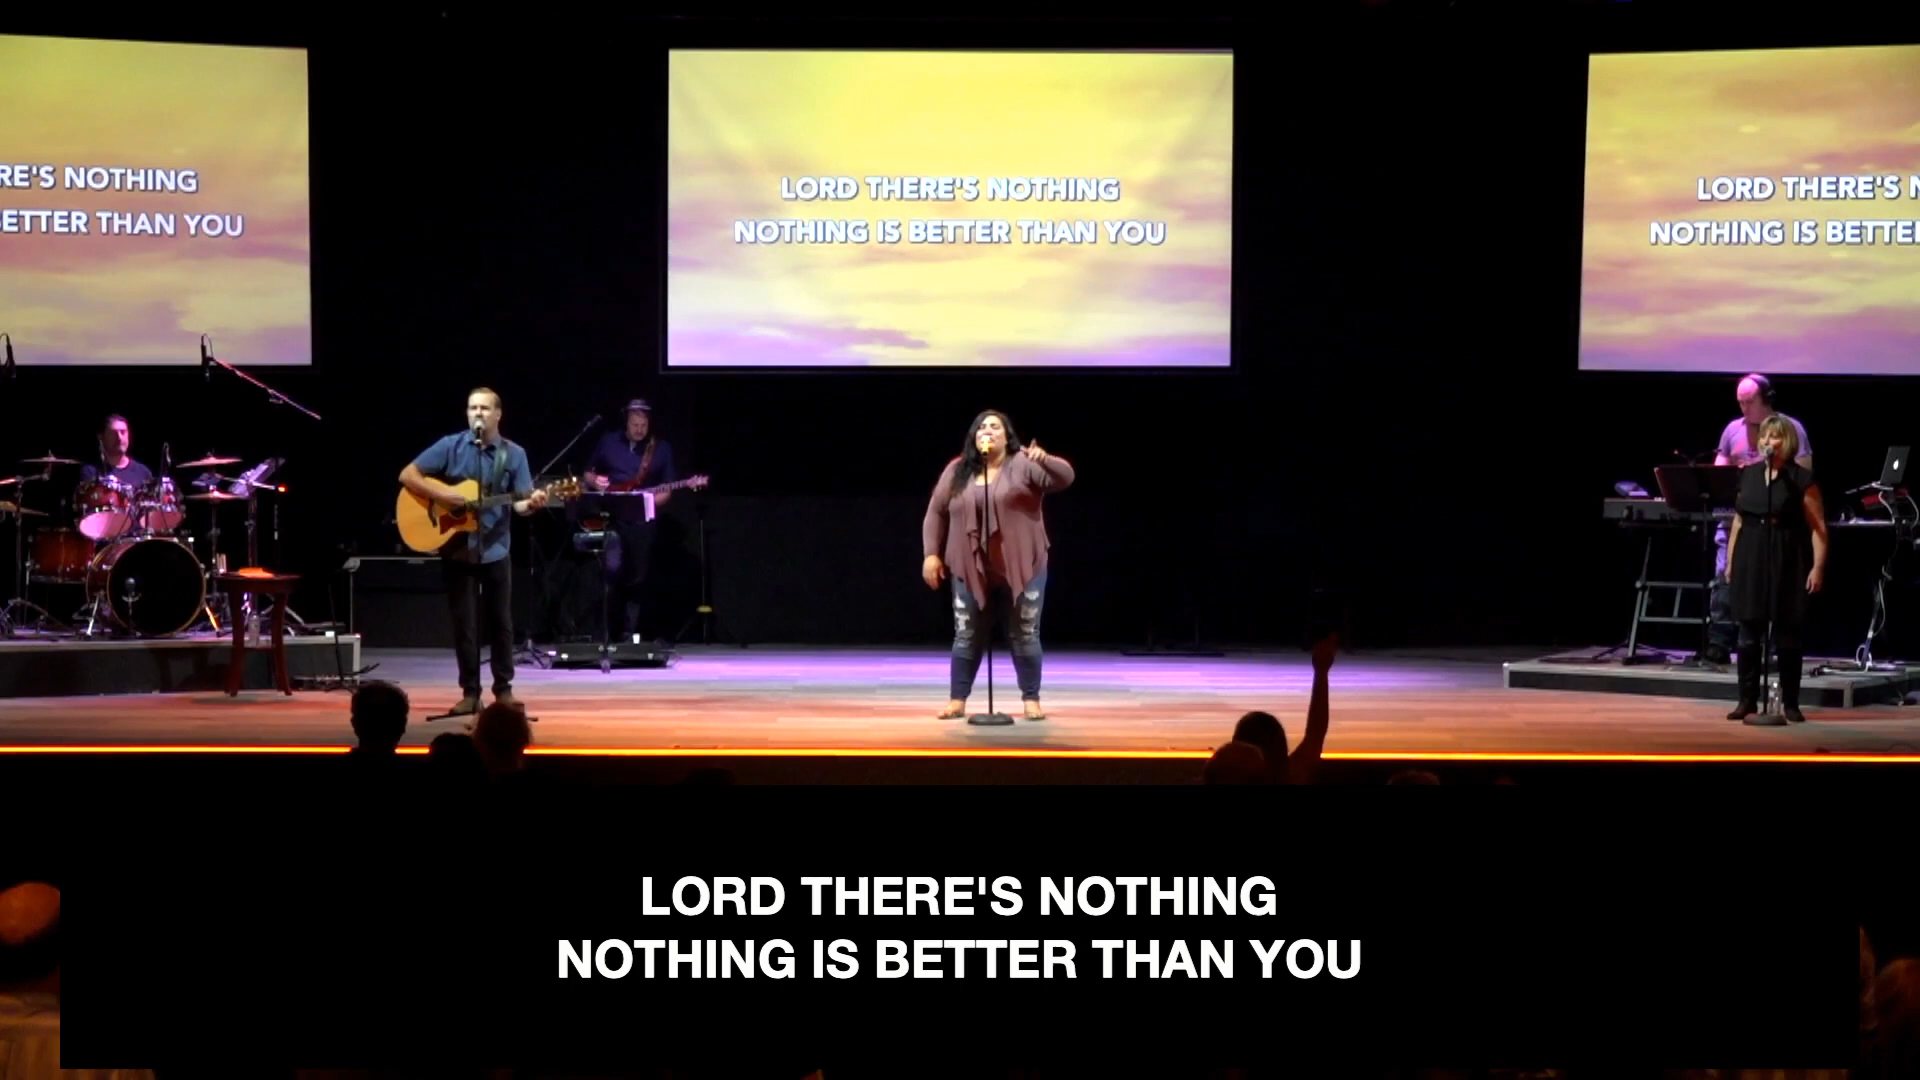 RE'S NOTHING
BETTER THAN YOU
LORD THERE'S NOTHING
NOTHING IS BETTER THAN YOU
LORD THERE'S N
NOTHING IS BETTE
LORD THERE'S NOTHING
NOTHING IS BETTER THAN YOU